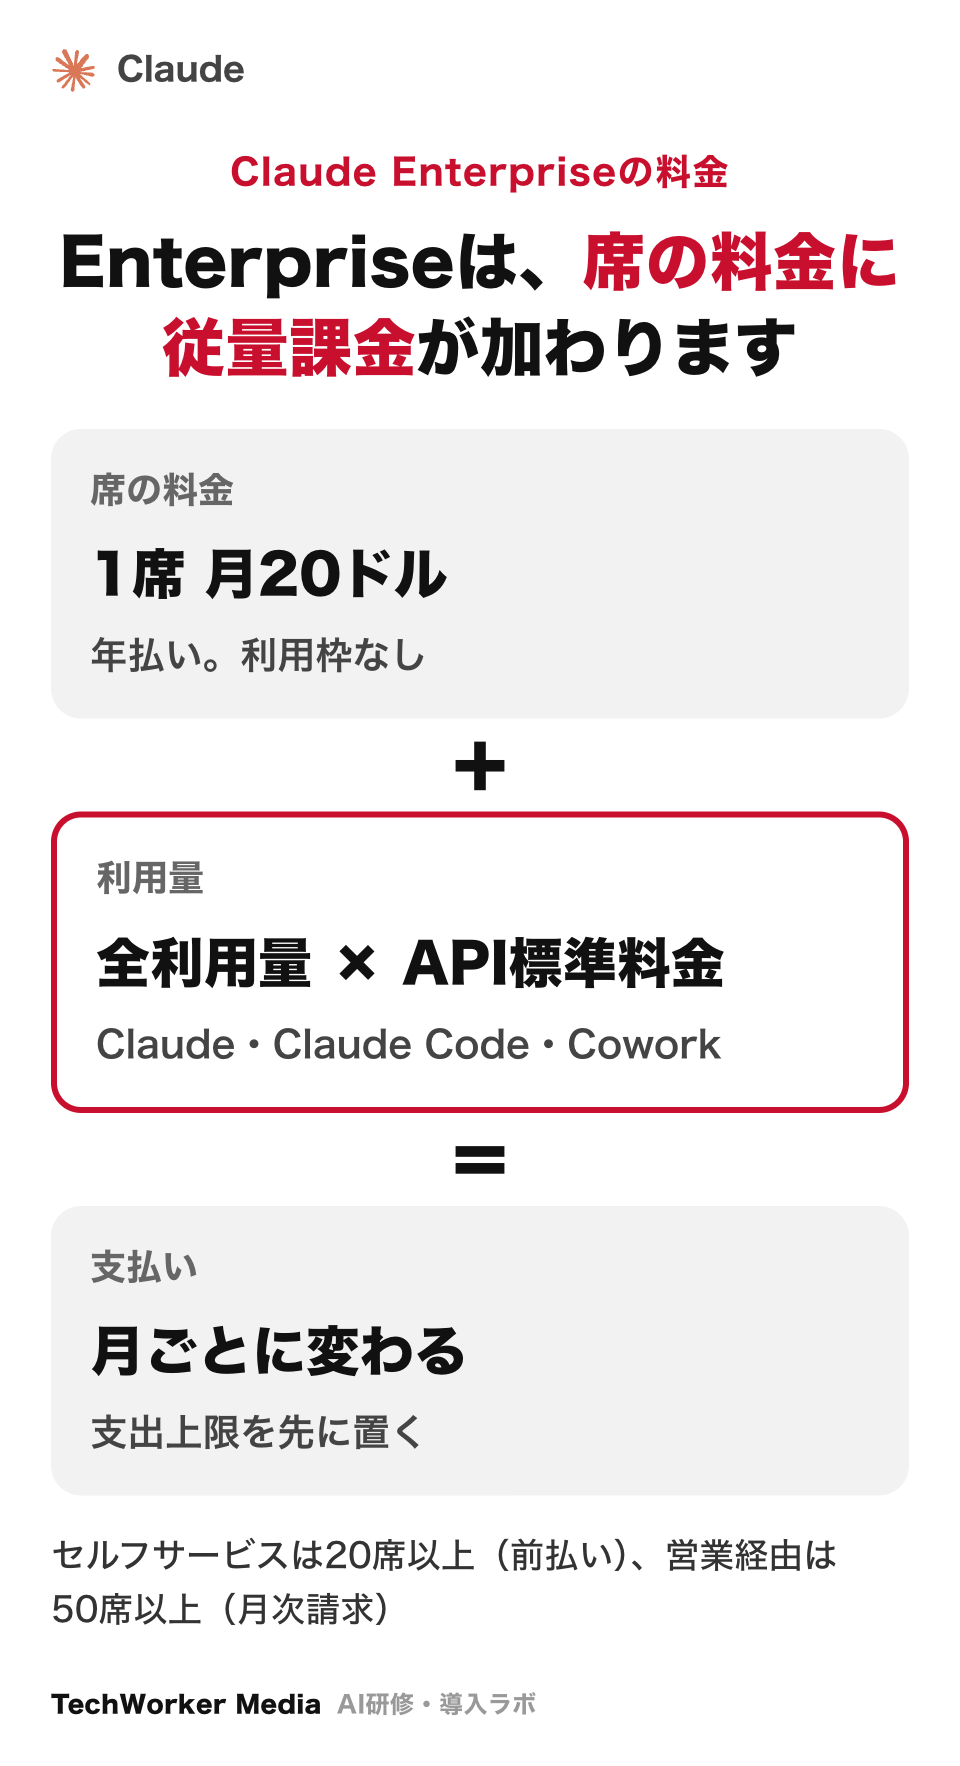 Claude
Claude Enterpriseの料金
Enterpriseは、席の料金に
従量課金が加わります
席の料金
1席 月20ドル
年払い。利用枠なし
+
利用量
全利用量 × API標準料金
Claude・Claude Code・Cowork
=
支払い
月ごとに変わる
支出上限を先に置く
セルフサービスは20席以上（前払い）、営業経由は
50席以上（月次請求）
TechWorker Media AI研修・導入ラボ